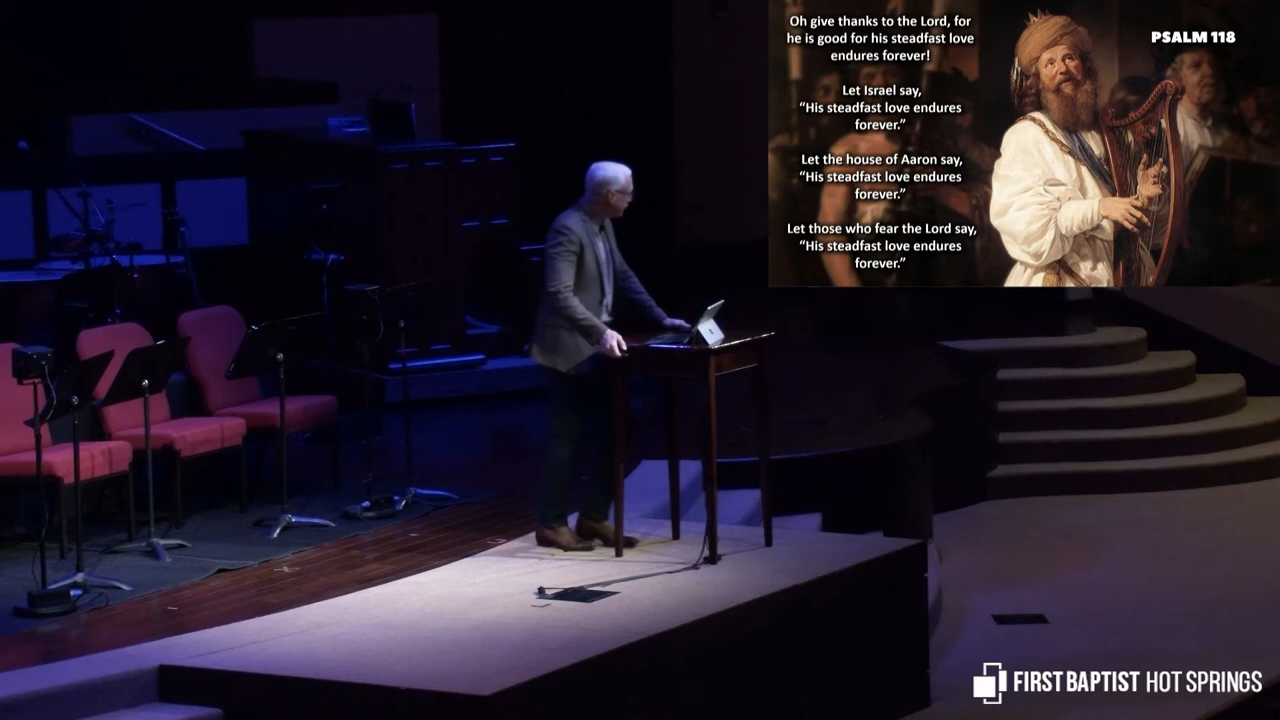 Oh give thanks to the Lord, for
he is good for his steadfast love
endures forever!
Let Israel say,
“His steadfast love endures
forever.”
Let the house of Aaron say,
“His steadfast love endures
forever.”
Let those who fear the Lord say,
“His steadfast love endures
forever.”
PSALM 118
FIRST BAPTIST HOT SPRINGS